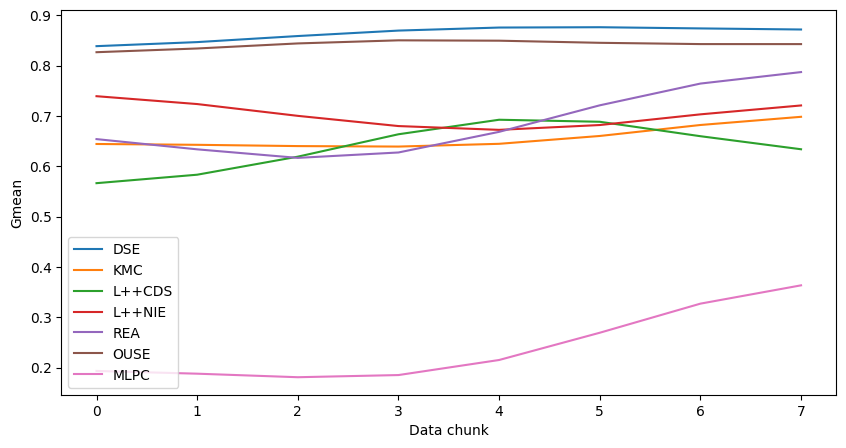 0.9
0.8
0.7
0.6
0.5
0.4
0.3
0.2
Gmean
DSE
KMC
L++CDS
L++NIE
REA
OUSE
MLPC
0 1 2 3 4 5 6 7
Data chunk